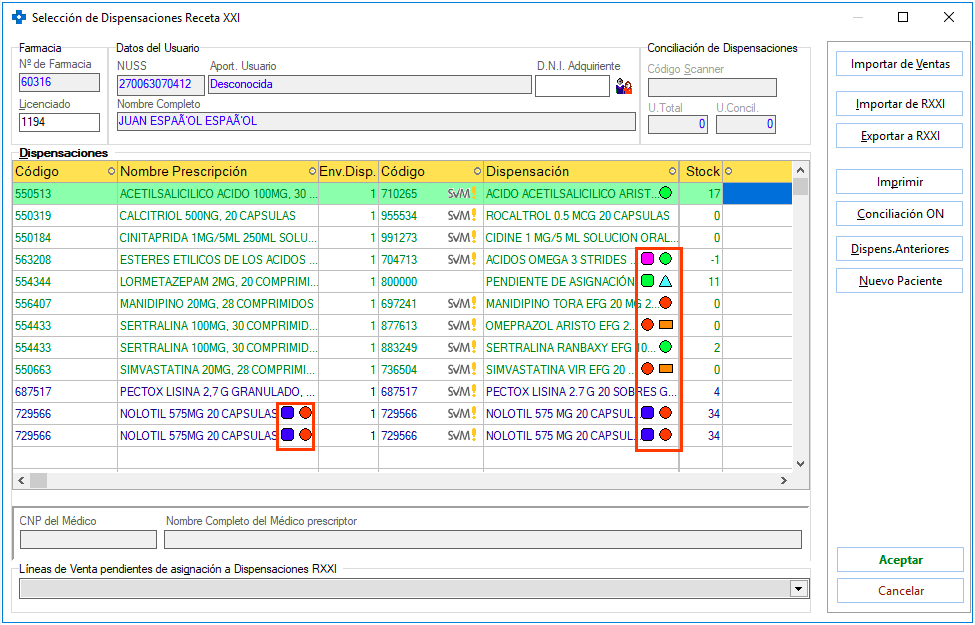 Selección de Dispensaciones Receta XXI
Farmacia
Nº de Farmacia
60316
Licenciado
1194
Datos del Usuario
NUSS
270063070412
Aport. Usuario
Desconocida
D.N.I. Adquiriente
Nombre Completo
JUAN ESPAÃ'OL ESPAÃ'OL
Conciliación de Dispensaciones
Código Scanner
U.Total
0
U.Concil.
0
Dispensaciones
Código Nombre Prescripción Env.Disp. Código Dispensación Stock
550513 ACETILSALICILICO ACIDO 100MG, 30 ... 1 710265 SVM! ACIDO ACETILSALICILICO ARIST... 17
550319 CALCITRIOL 500NG, 20 CAPSULAS 1 955534 SVM! ROCALTROL 0.5 MCG 20 CAPSULAS 0
550184 CINITAPRIDA 1MG/5ML 250ML SOLU... 1 991273 SVM! CIDINE 1 MG/5 ML SOLUCION ORAL... 0
563208 ESTERES ETILICOS DE LOS ACIDOS ... 1 704713 SVM! ACIDOS OMEGA 3 STRIDES ... -1
554344 LORMETAZEPAM 2MG, 20 COMPRIMI... 1 800000 PENDIENTE DE ASIGNACIÓN 11
556407 MANIDIPINO 20MG, 28 COMPRIMIDOS 1 697241 SVM! MANIDIPINO TORA EFG 20 MG 2... 0
554433 SERTRALINA 100MG, 30 COMPRIMID... 1 877613 SVM! OMEPRAZOL ARISTO EFG 2... 0
554433 SERTRALINA 100MG, 30 COMPRIMID... 1 883249 SVM! SERTRALINA RANBAXY EFG 10... 2
550663 SIMVASTATINA 20MG, 28 COMPRIMI... 1 736504 SVM! SIMVASTATINA VIR EFG 20 ... 0
687517 PECTOX LISINA 2,7 G GRANULADO, ... 1 687517 SVM! PECTOX LISINA 2.7 G 20 SOBRES G... 4
729566 NOLOTIL 575MG 20 CAPSULAS 1 729566 SVM! NOLOTIL 575 MG 20 CAPSUL... 34
729566 NOLOTIL 575MG 20 CAPSULAS 1 729566 SVM! NOLOTIL 575 MG 20 CAPSUL... 34
CNP del Médico
Nombre Completo del Médico prescriptor
Líneas de Venta pendientes de asignación a Dispensaciones RXXI
Importar de Ventas
Importar de RXXI
Exportar a RXXI
Imprimir
Conciliación ON
Dispens.Anteriores
Nuevo Paciente
Aceptar
Cancelar